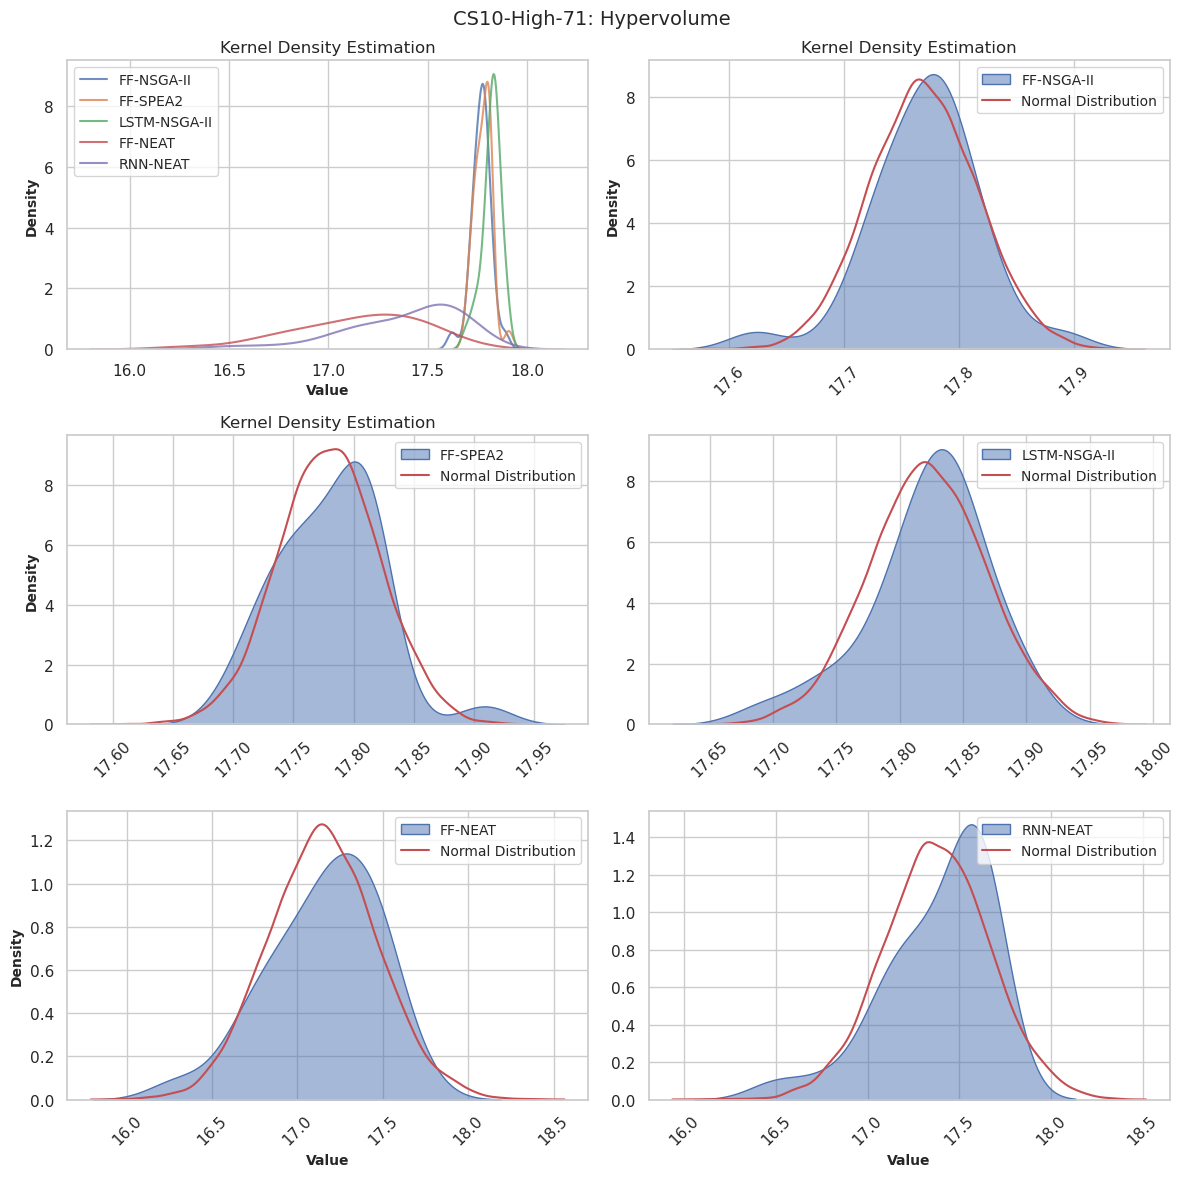 CS10-High-71: Hypervolume
Kernel Density Estimation
FF-NSGA-II
FF-SPEA2
LSTM-NSGA-II
FF-NEAT
RNN-NEAT
Density
8
6
4
2
0
16.0 16.5 17.0 17.5 18.0
Value
Kernel Density Estimation
FF-NSGA-II
Normal Distribution
Density
8
6
4
2
0
17.6 17.7 17.8 17.9
Kernel Density Estimation
FF-SPEA2
Normal Distribution
Density
8
6
4
2
0
17.60 17.65 17.70 17.75 17.80 17.85 17.90 17.95
LSTM-NSGA-II
Normal Distribution
8
6
4
2
0
17.65 17.70 17.75 17.80 17.85 17.90 17.95 18.00
FF-NEAT
Normal Distribution
Density
1.2
1.0
0.8
0.6
0.4
0.2
0.0
16.0 16.5 17.0 17.5 18.0 18.5
Value
RNN-NEAT
Normal Distribution
1.4
1.2
1.0
0.8
0.6
0.4
0.2
0.0
16.0 16.5 17.0 17.5 18.0 18.5
Value